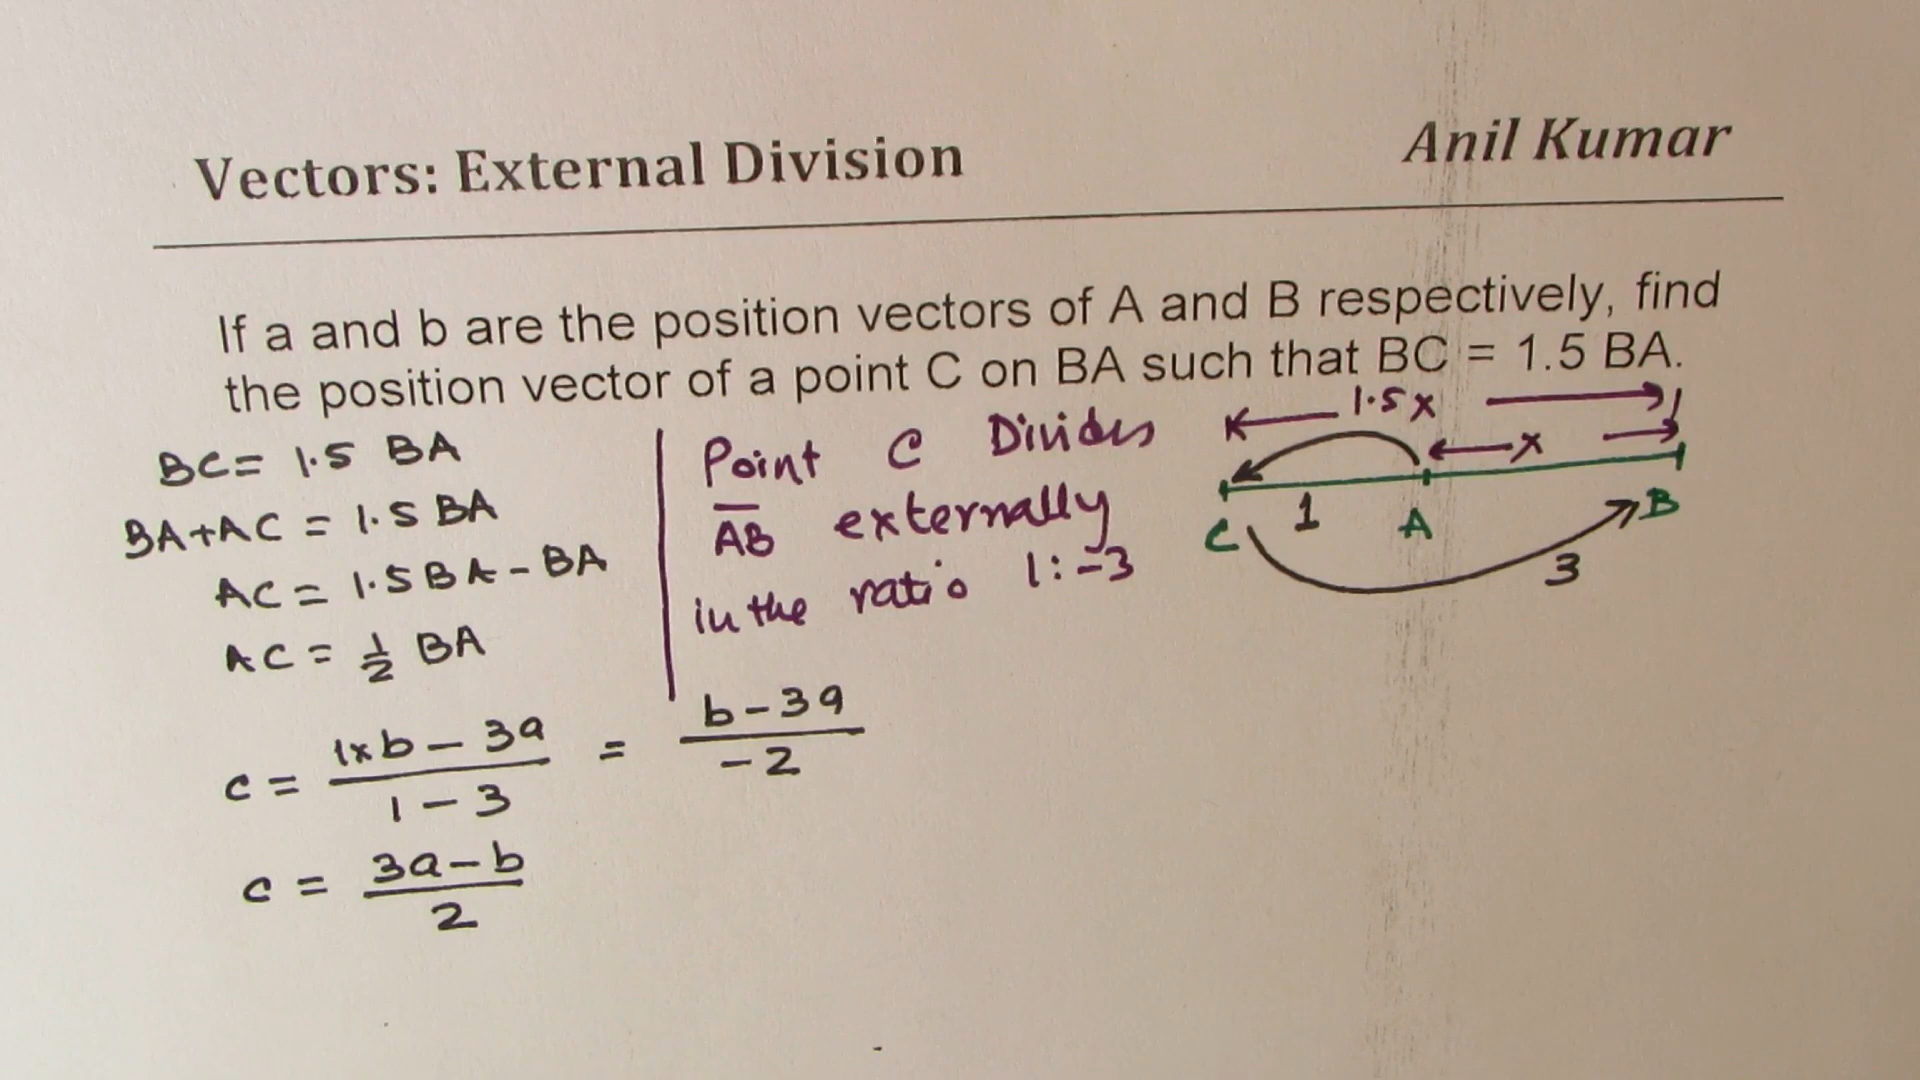 Vectors: External Division
Anil Kumar
If a and b are the position vectors of A and B respectively, find
the position vector of a point C on BA such that BC = 1.5 BA.
BC = 1.5 BA
BA+AC = 1.5 BA
AC = 1.5BA - BA
AC = 1/2 BA
Point C Divides
AB externally
in the ratio 1:-3
1.5x
x
C 1 A B
3
c = (1×b - 3a)/(1 - 3) = (b - 3a)/(-2)
c = (3a - b)/2